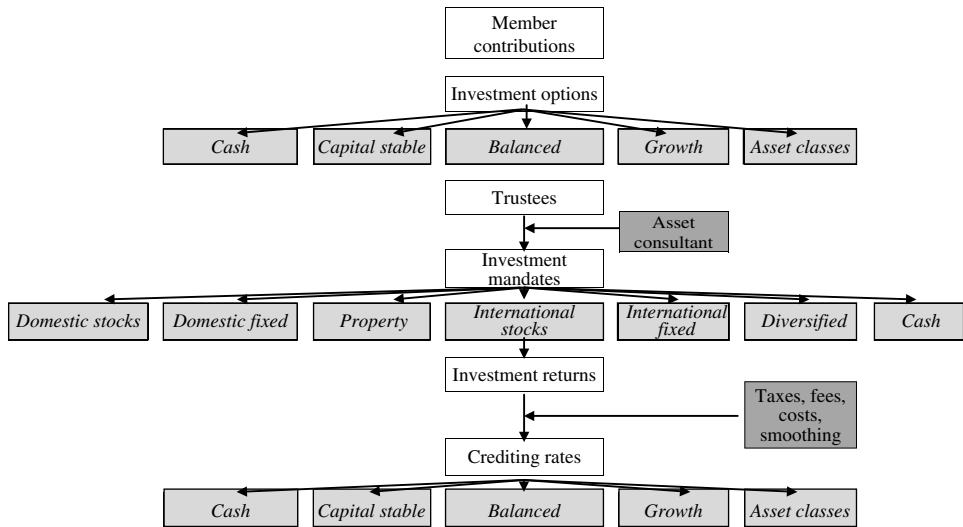 Member
contributions
Investment options
Cash
Capital stable
Balanced
Growth
Asset classes
Trustees
Asset
consultant
Investment
mandates
Domestic stocks
Domestic fixed
Property
International
stocks
International
fixed
Diversified
Cash
Investment returns
Taxes, fees,
costs,
smoothing
Crediting rates
Cash
Capital stable
Balanced
Growth
Asset classes